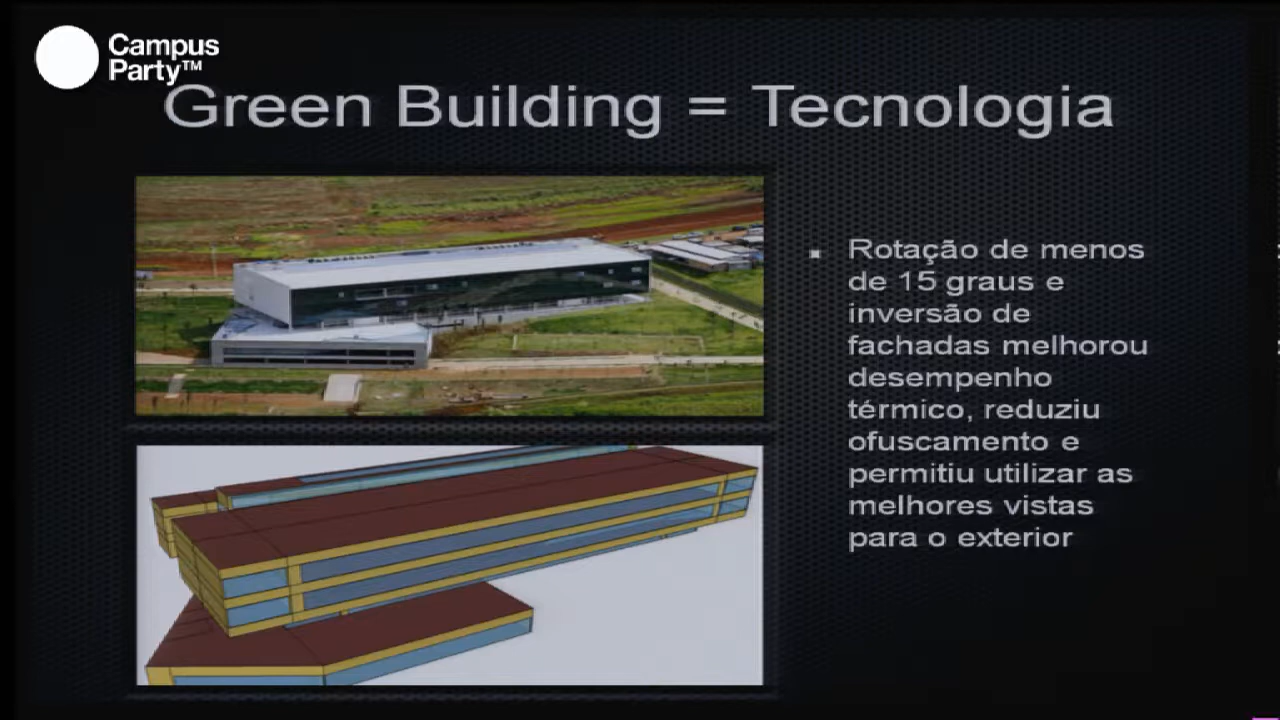 Campus
Party™
Green Building = Tecnologia
Rotação de menos
de 15 graus e
inversão de
fachadas melhorou
desempenho
térmico, reduziu
ofuscamento e
permitiu utilizar as
melhores vistas
para o exterior